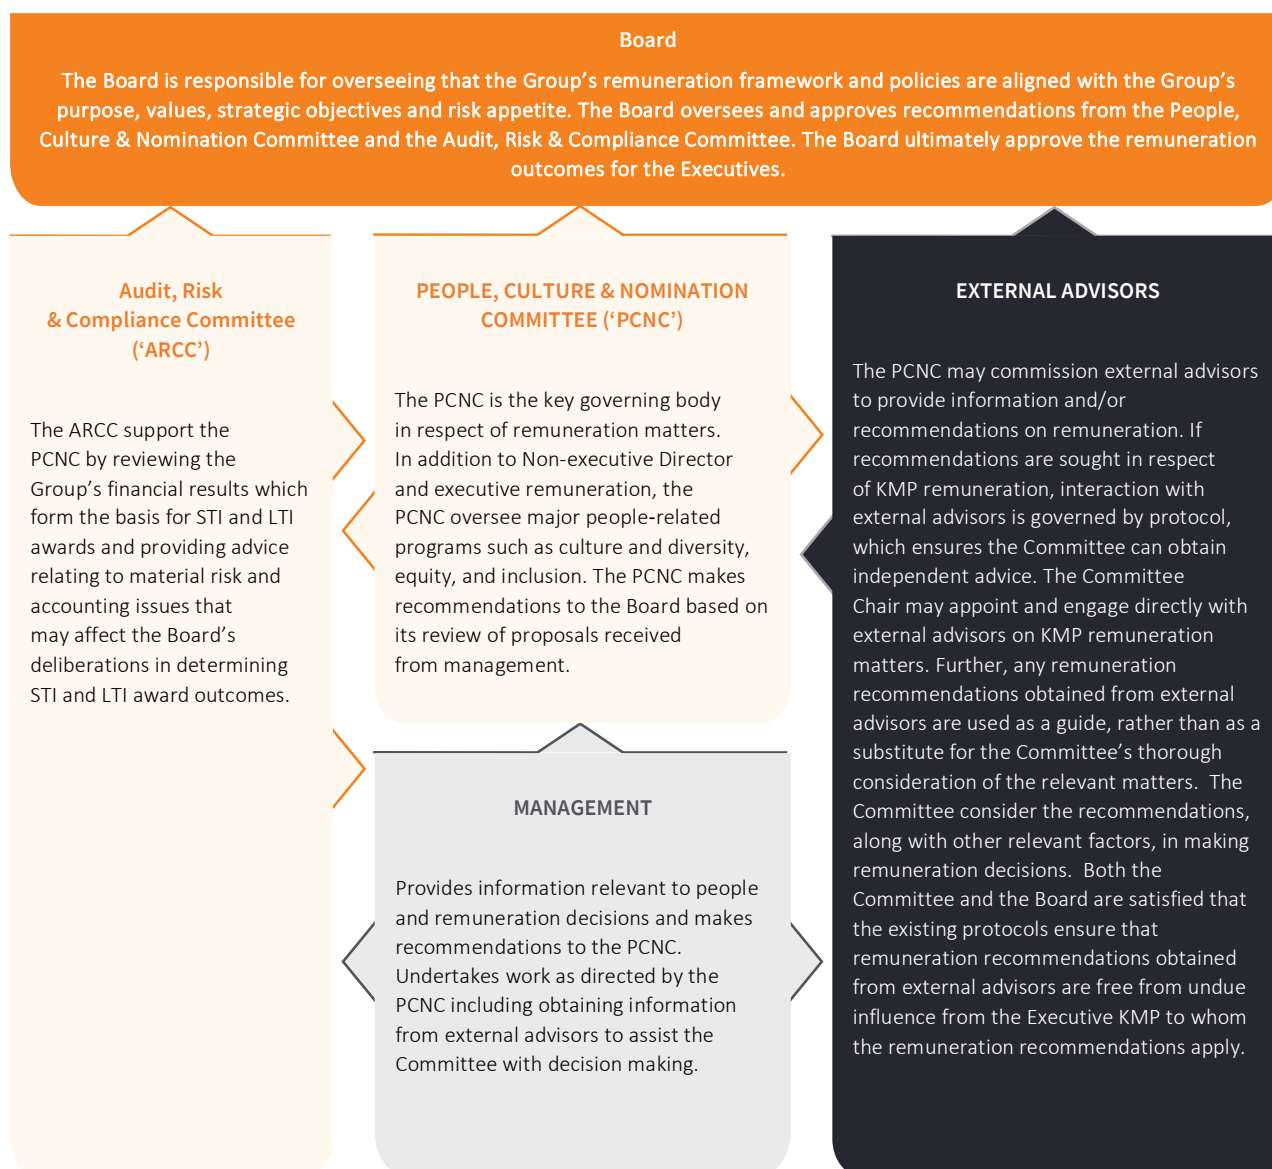 Board
The Board is responsible for overseeing that the Group’s remuneration framework and policies are aligned with the Group’s
purpose, values, strategic objectives and risk appetite. The Board oversees and approves recommendations from the People,
Culture & Nomination Committee and the Audit, Risk & Compliance Committee. The Board ultimately approve the remuneration
outcomes for the Executives.
Audit, Risk
& Compliance Committee
(‘ARCC’)
The ARCC support the
PCNC by reviewing the
Group’s financial results which
form the basis for STI and LTI
awards and providing advice
relating to material risk and
accounting issues that
may affect the Board’s
deliberations in determining
STI and LTI award outcomes.
PEOPLE, CULTURE & NOMINATION
COMMITTEE (‘PCNC’)
The PCNC is the key governing body
in respect of remuneration matters.
In addition to Non-executive Director
and executive remuneration, the
PCNC oversee major people-related
programs such as culture and diversity,
equity, and inclusion. The PCNC makes
recommendations to the Board based on
its review of proposals received
from management.
MANAGEMENT
Provides information relevant to people
and remuneration decisions and makes
recommendations to the PCNC.
Undertakes work as directed by the
PCNC including obtaining information
from external advisors to assist the
Committee with decision making.
EXTERNAL ADVISORS
The PCNC may commission external advisors
to provide information and/or
recommendations on remuneration. If
recommendations are sought in respect
of KMP remuneration, interaction with
external advisors is governed by protocol,
which ensures the Committee can obtain
independent advice. The Committee
Chair may appoint and engage directly with
external advisors on KMP remuneration
matters. Further, any remuneration
recommendations obtained from external
advisors are used as a guide, rather than as a
substitute for the Committee’s thorough
consideration of the relevant matters.  The
Committee consider the recommendations,
along with other relevant factors, in making
remuneration decisions.  Both the
Committee and the Board are satisfied that
the existing protocols ensure that
remuneration recommendations obtained
from external advisors are free from undue
influence from the Executive KMP to whom
the remuneration recommendations apply.